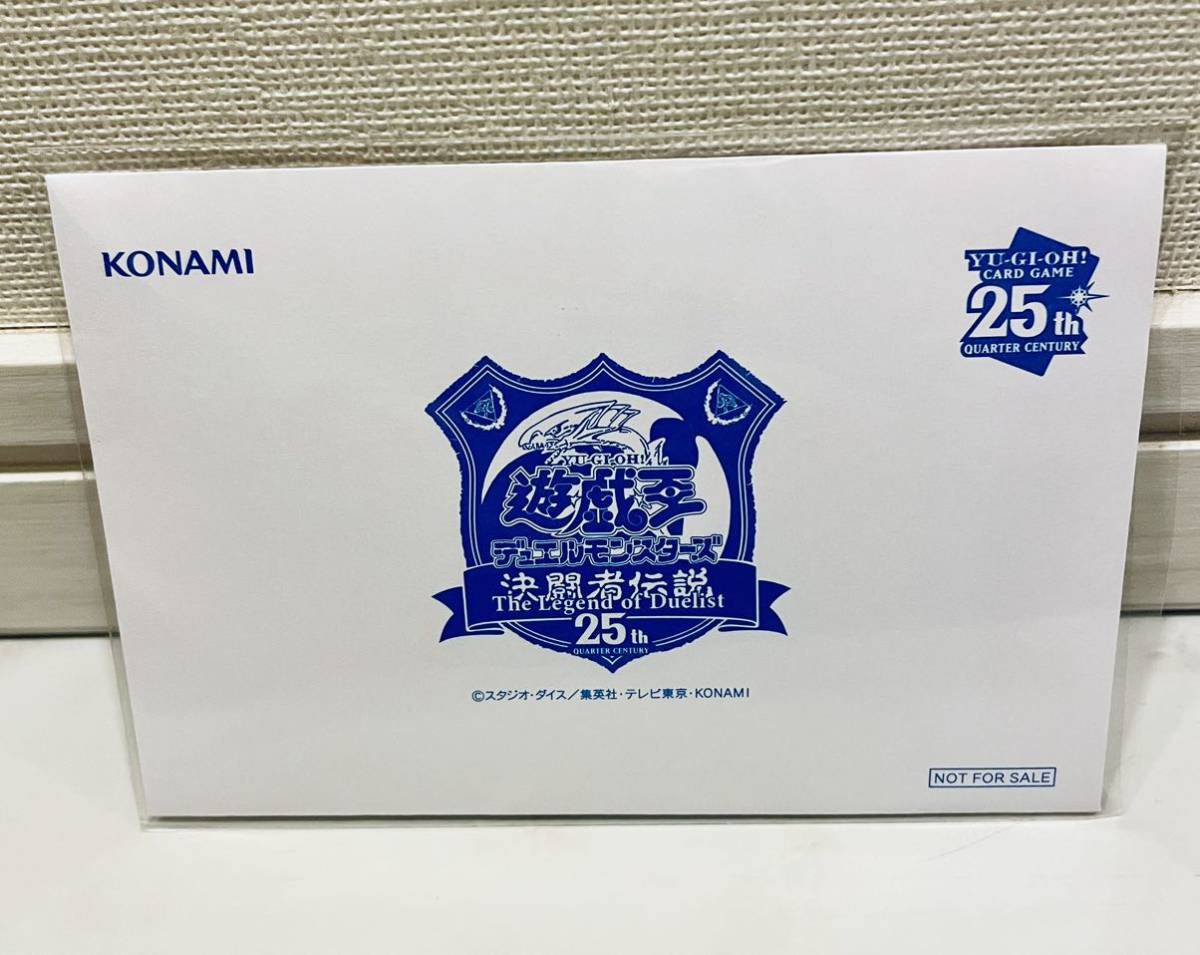 KONAMI
YU-GI-OH!
CARD GAME
25th
QUARTER CENTURY
YU-GI-OH!
遊戯王
デュエルモンスターズ
決闘者伝説
The Legend of Duelist
25th
QUARTER CENTURY
©スタジオ・ダイス／集英社・テレビ東京・KONAMI
NOT FOR SALE